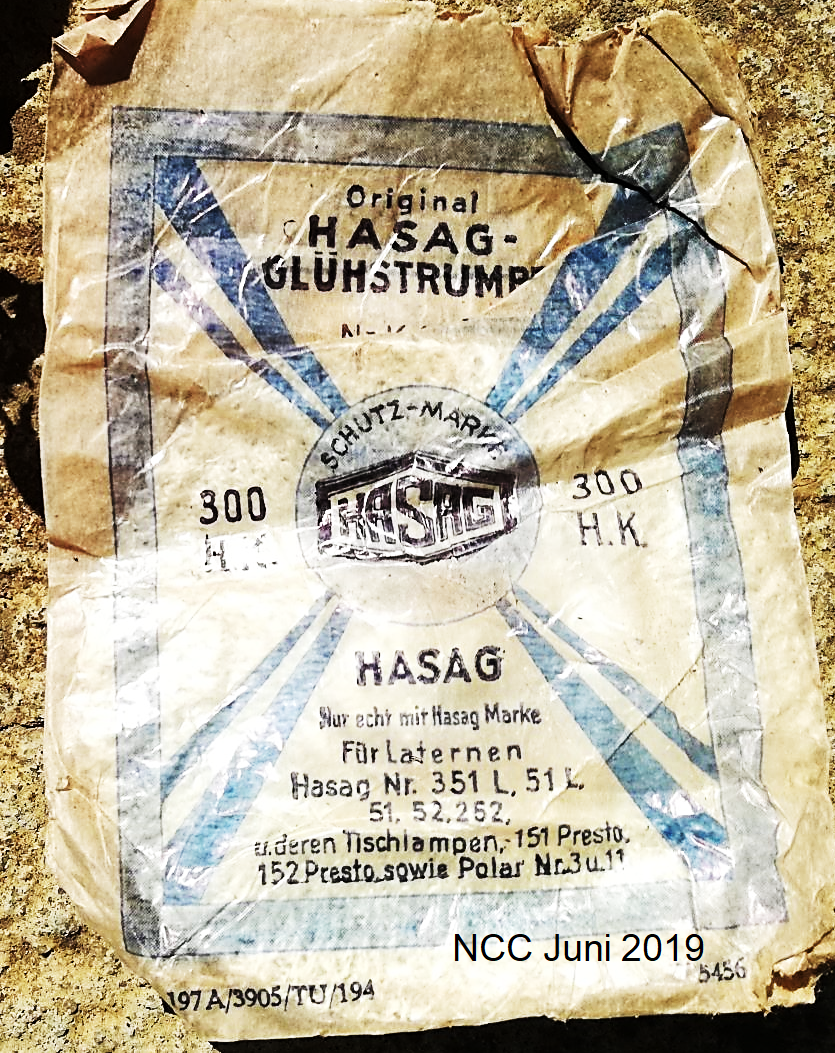 Original
HASAG-
GLÜHSTRUMPF
SCHUTZ-MARKE
HASAG
300
H.K.
300
H.K.
HASAG
Nur echt mit Hasag Marke
Für Laternen
Hasag Nr. 351 L, 51 L,
51, 52, 252,
u. deren Tischlampen, 151 Presto,
152 Presto, sowie Polar Nr. 3 u. 11
NCC Juni 2019
197 A/3905/TU/194
5456